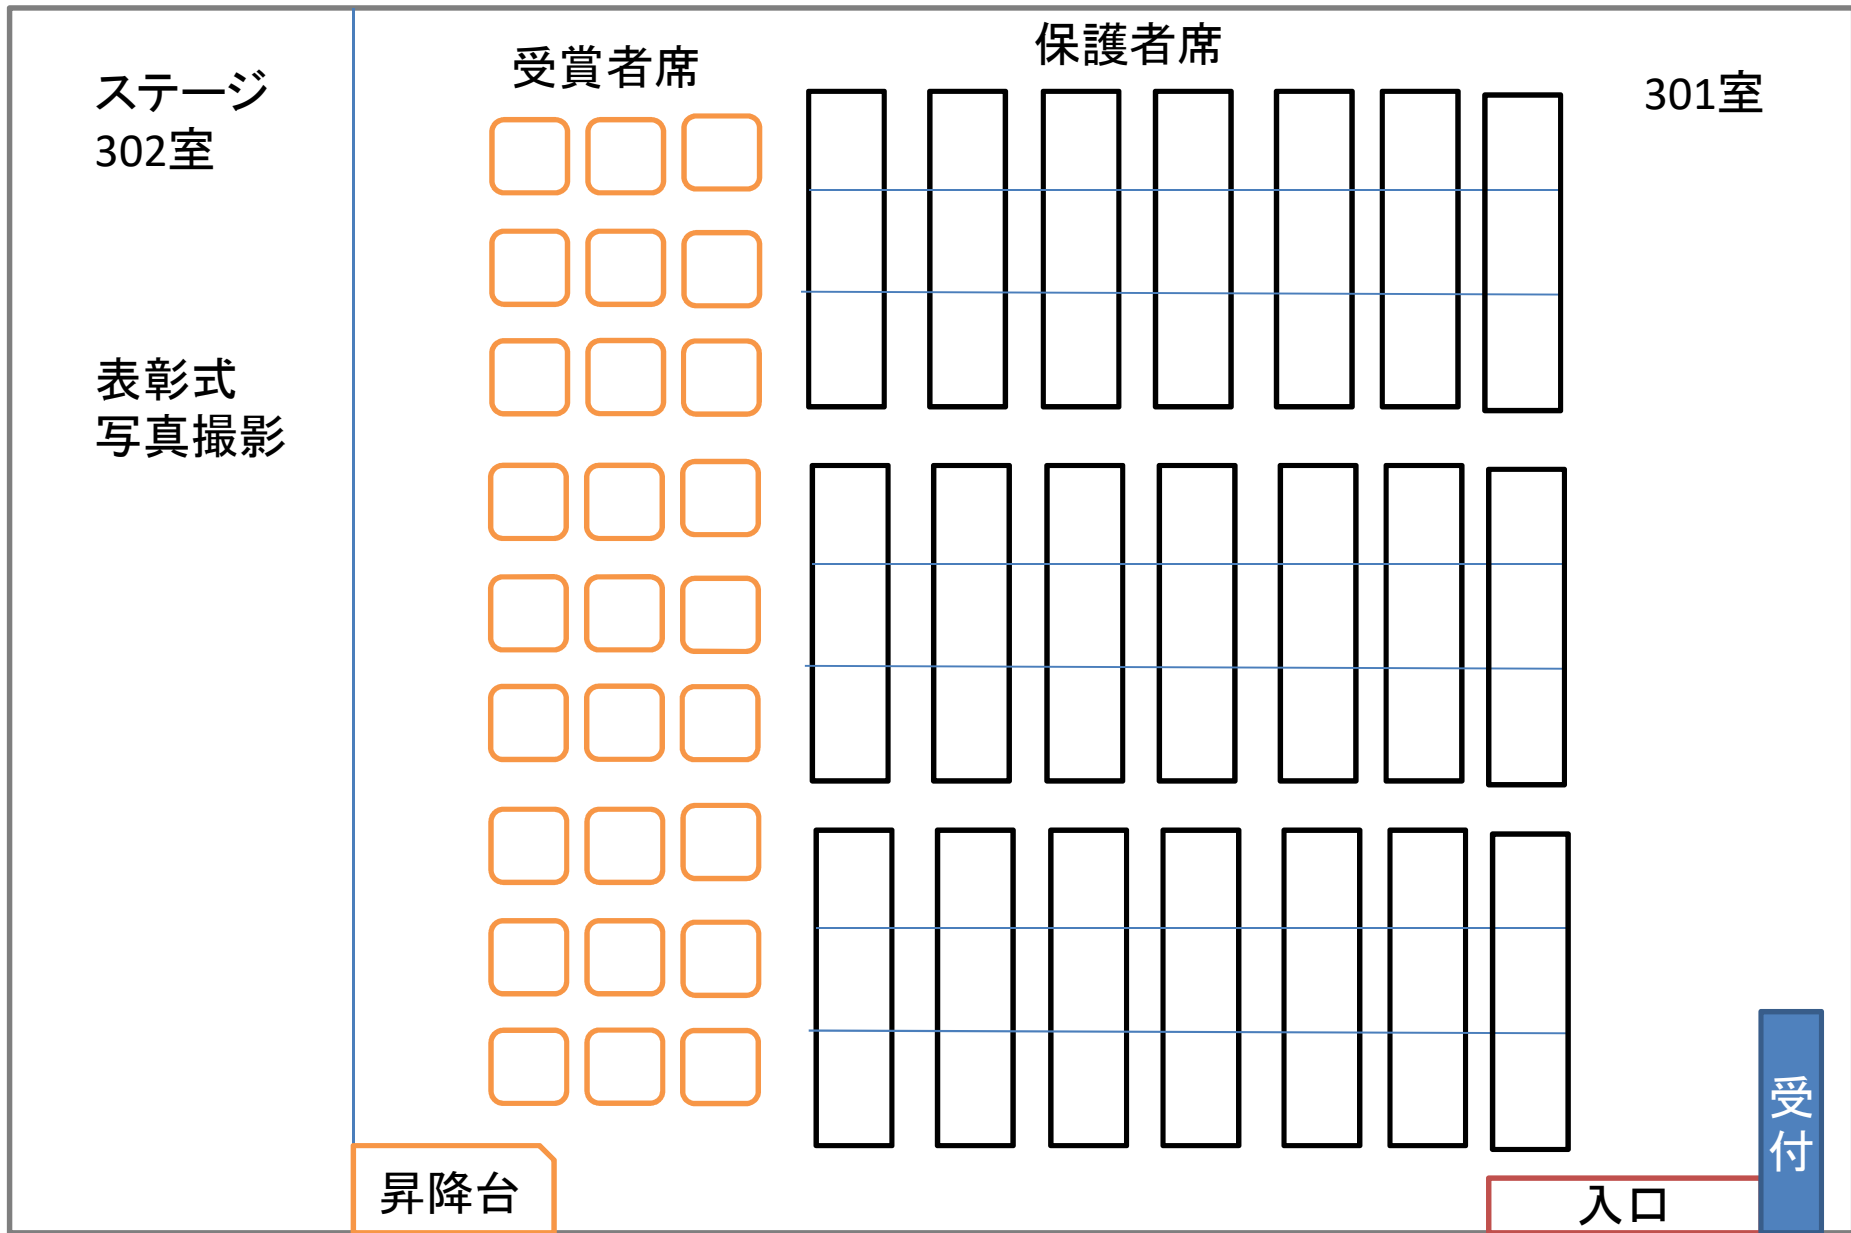 ステージ
302室
表彰式
写真撮影
受賞者席
保護者席
301室
昇降台
入口
受付